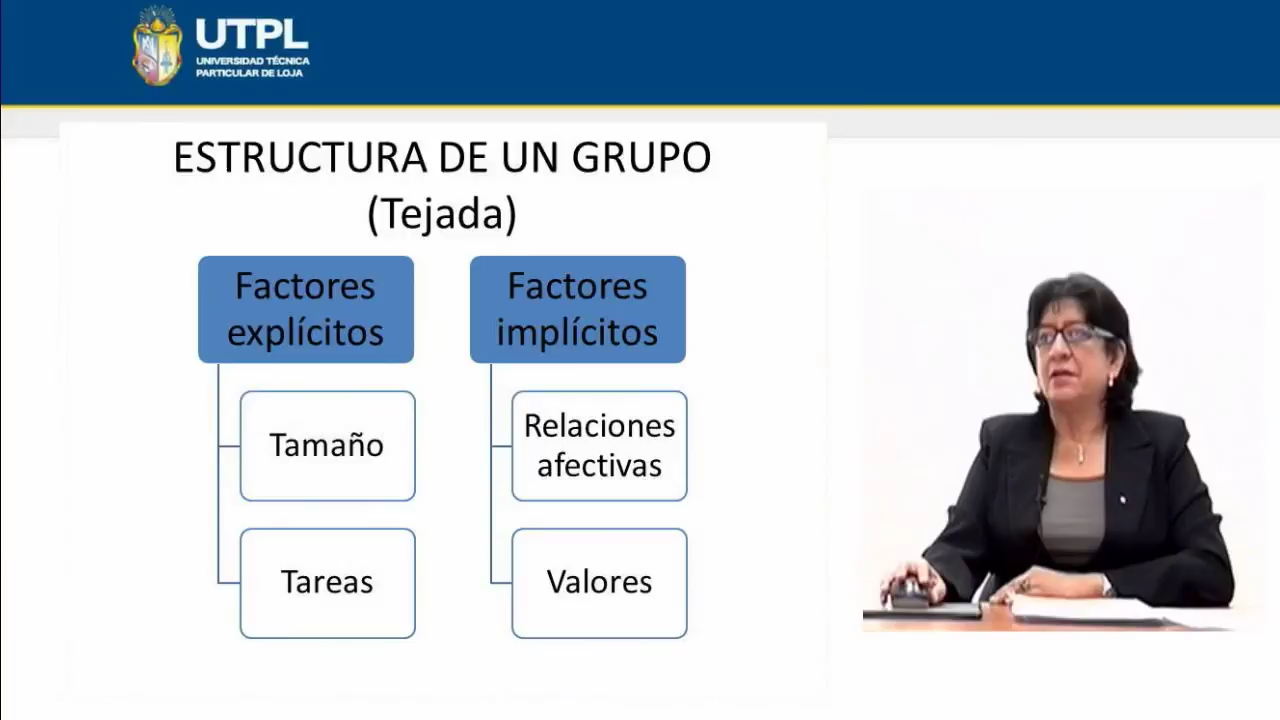 UTPL
UNIVERSIDAD TÉCNICA
PARTICULAR DE LOJA
ESTRUCTURA DE UN GRUPO
(Tejada)
Factores
explícitos
Tamaño
Tareas
Factores
implícitos
Relaciones
afectivas
Valores